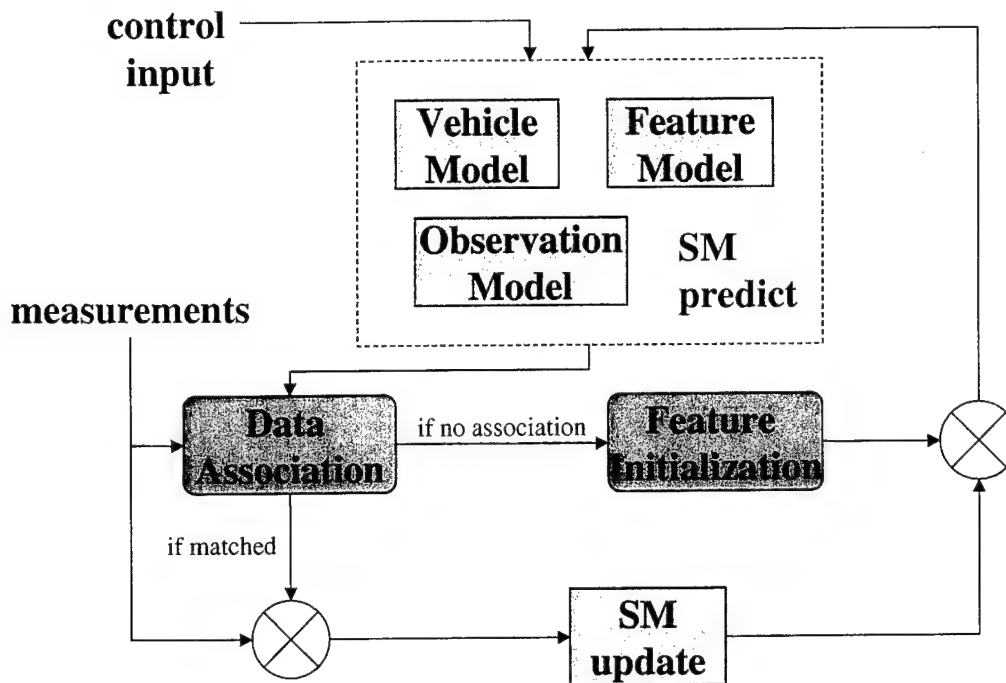 control
input
Vehicle
Model
Feature
Model
Observation
Model
SM
predict
measurements
Data
Association
if no association
Feature
Initialization
if matched
SM
update